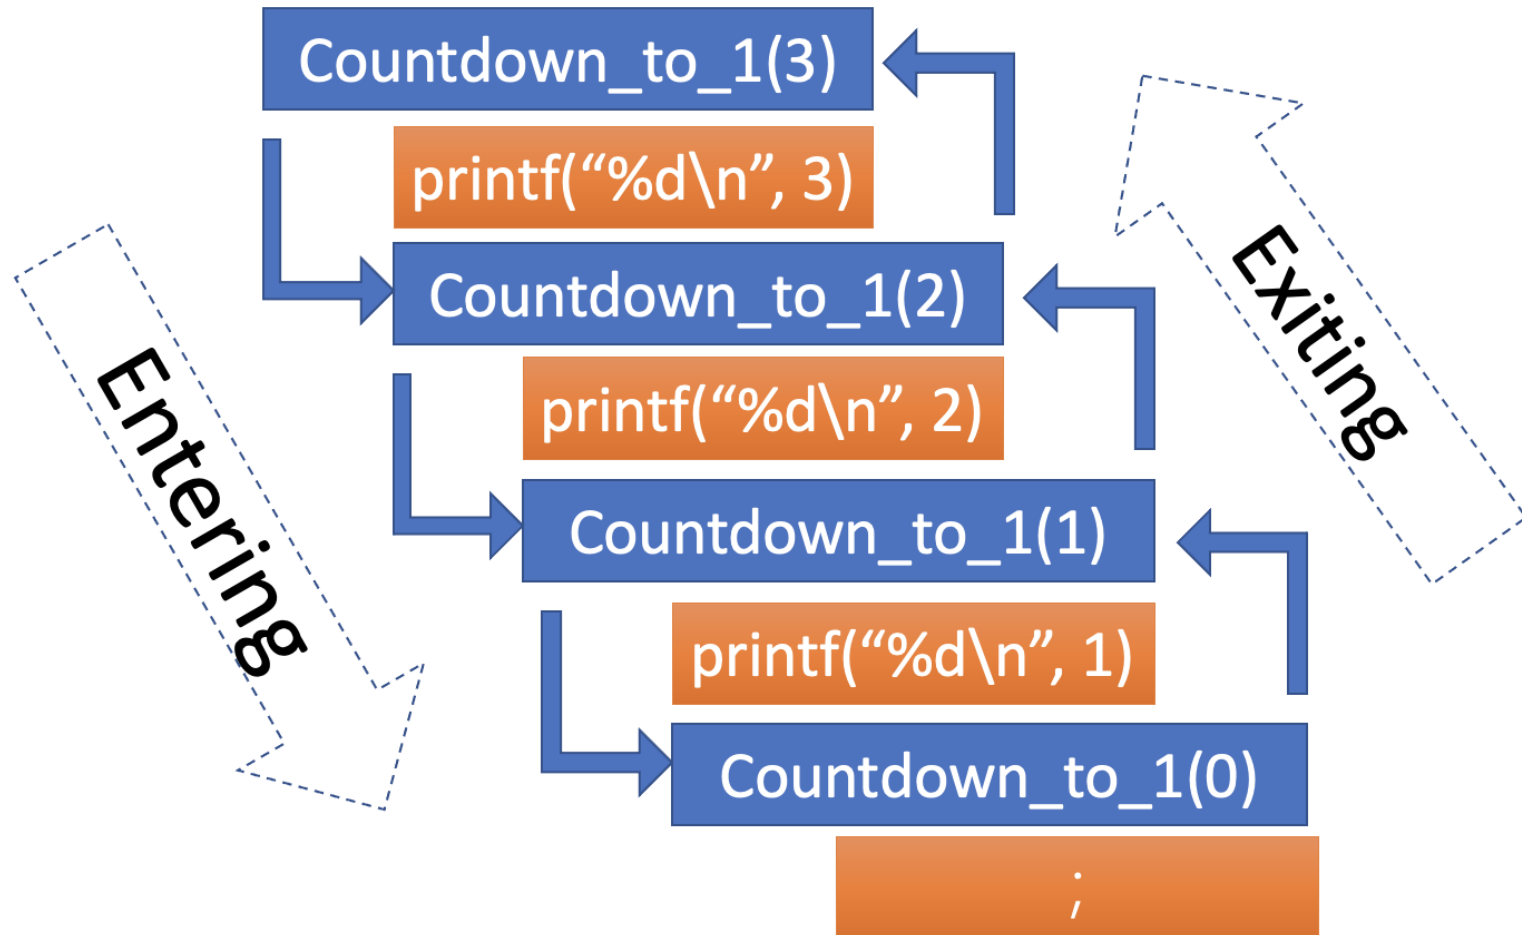 Countdown_to_1(3)
printf(“%d\n”, 3)
Countdown_to_1(2)
printf(“%d\n”, 2)
Countdown_to_1(1)
printf(“%d\n”, 1)
Countdown_to_1(0)
;
Entering
Exiting